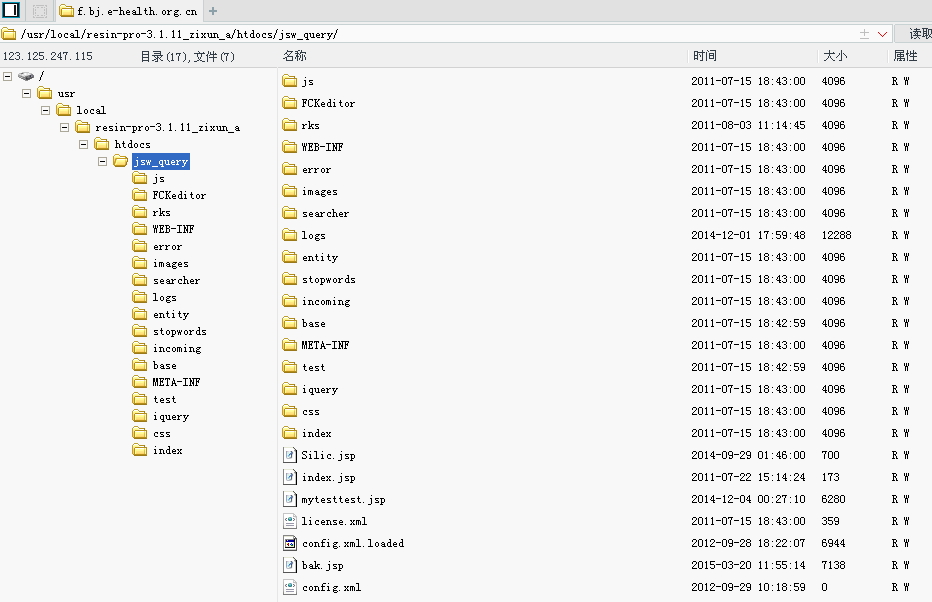 f.bj.e-health.org.cn
/usr/local/resin-pro-3.1.11_zixun_a/htdocs/jsw_query/ 读取
123.125.247.115 目录(17),文件(7) 名称 时间 大小 属性
/
usr
local
resin-pro-3.1.11_zixun_a
htdocs
jsw_query
js
FCKeditor
rks
WEB-INF
error
images
searcher
logs
entity
stopwords
incoming
base
META-INF
test
iquery
css
index
js 2011-07-15 18:43:00 4096 R W
FCKeditor 2011-07-15 18:43:00 4096 R W
rks 2011-08-03 11:14:45 4096 R W
WEB-INF 2011-07-15 18:43:00 4096 R W
error 2011-07-15 18:43:00 4096 R W
images 2011-07-15 18:43:00 4096 R W
searcher 2011-07-15 18:43:00 4096 R W
logs 2014-12-01 17:59:48 12288 R W
entity 2011-07-15 18:43:00 4096 R W
stopwords 2011-07-15 18:43:00 4096 R W
incoming 2011-07-15 18:43:00 4096 R W
base 2011-07-15 18:42:59 4096 R W
META-INF 2011-07-15 18:43:00 4096 R W
test 2011-07-15 18:42:59 4096 R W
iquery 2011-07-15 18:43:00 4096 R W
css 2011-07-15 18:43:00 4096 R W
index 2011-07-15 18:43:00 4096 R W
Silic.jsp 2014-09-29 01:46:00 700 R W
index.jsp 2011-07-22 15:14:24 173 R W
mytesttest.jsp 2014-12-04 00:27:10 6280 R W
license.xml 2011-07-15 18:43:00 359 R W
config.xml.loaded 2012-09-28 18:22:07 6944 R W
bak.jsp 2015-03-20 11:55:14 7138 R W
config.xml 2012-09-29 10:18:59 0 R W